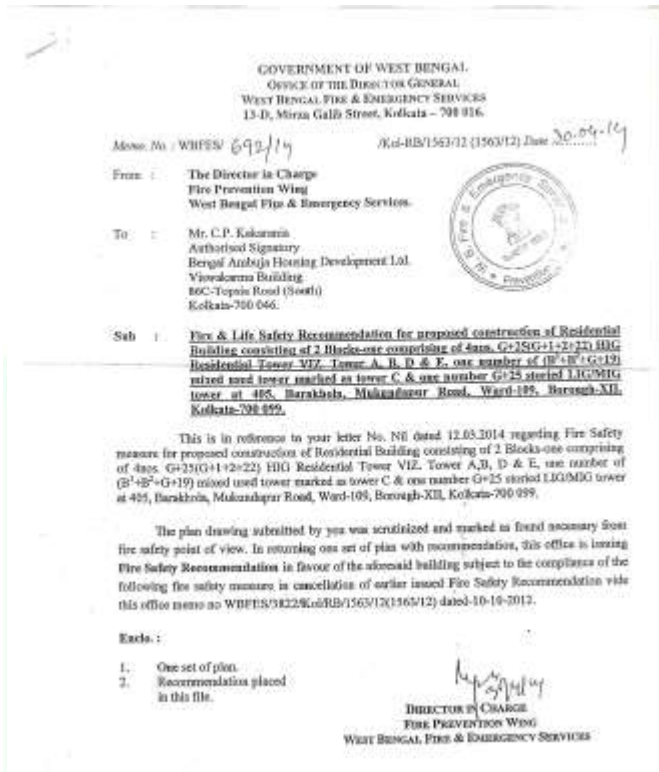 GOVERNMENT OF WEST BENGAL
OFFICE OF THE DIRECTOR GENERAL
WEST BENGAL FIRE & EMERGENCY SERVICES
13-D, Mirza Galib Street, Kolkata – 700 016.
Memo. No : WBFES/ 692/14 /Kol-RB/1563/12 (1563/12) Date 30.04.14
From : The Director in Charge
Fire Prevention Wing
West Bengal Fire & Emergency Services.
To : Mr. C.P. Kakarania
Authorised Signatory
Bengal Ambuja Housing Development Ltd.
Viswakarma Building
86C-Topsia Road (South)
Kolkata-700 046.
W. B. Fire & Emergency Services
Prevention
Sub : Fire & Life Safety Recommendation for proposed construction of Residential
Building consisting of 2 Blocks-one comprising of 4nos. G+25(G+1+2+22) HIG
Residential Tower VIZ. Tower A, B, D & E, one number of (B¹+B²+G+19)
mixed used tower marked as tower C & one number G+25 storied LIG/MIG
tower at 405, Barakhola, Mukundapur Road, Ward-109, Borough-XII,
Kolkata-700 099.
This is in reference to your letter No. Nil dated 12.03.2014 regarding Fire Safety
measure for proposed construction of Residential Building consisting of 2 Blocks-one comprising
of 4nos. G+25(G+1+2+22) HIG Residential Tower VIZ. Tower A,B, D & E, one number of
(B¹+B²+G+19) mixed used tower marked as tower C & one number G+25 storied LIG/MIG tower
at 405, Barakhola, Mukundapur Road, Ward-109, Borough-XII, Kolkata-700 099.
The plan drawing submitted by you was scrutinized and marked as found necessary from
fire safety point of view. In returning one set of plan with recommendation, this office is issuing
Fire Safety Recommendation in favour of the aforesaid building subject to the compliance of the
following fire safety measure in cancellation of earlier issued Fire Safety Recommendation vide
this office memo no WBFES/3822/Kol/RB/1563/12(1563/12) dated-10-10-2012.
Enclo. :
1. One set of plan.
2. Recommendation placed
in this file.
DIRECTOR IN CHARGE
FIRE PREVENTION WING
WEST BENGAL FIRE & EMERGENCY SERVICES